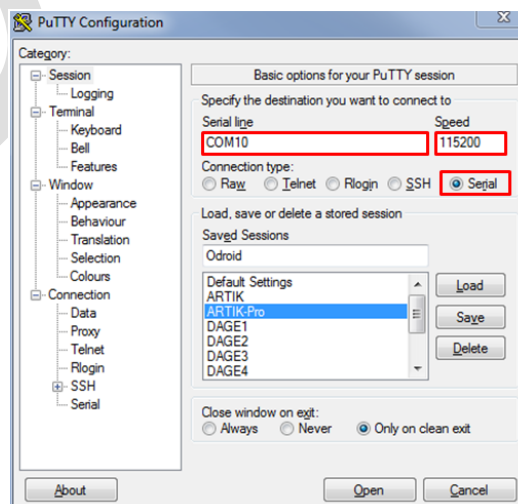 PuTTY Configuration
Category:
Session
Logging
Terminal
Keyboard
Bell
Features
Window
Appearance
Behaviour
Translation
Selection
Colours
Connection
Data
Proxy
Telnet
Rlogin
SSH
Serial
Basic options for your PuTTY session
Specify the destination you want to connect to
Serial line Speed
COM10 115200
Connection type:
Raw Telnet Rlogin SSH Serial
Load, save or delete a stored session
Saved Sessions
Odroid
Default Settings
ARTIK
ARTIK-Pro
DAGE1
DAGE2
DAGE3
DAGE4
Load
Save
Delete
Close window on exit:
Always Never Only on clean exit
About Open Cancel